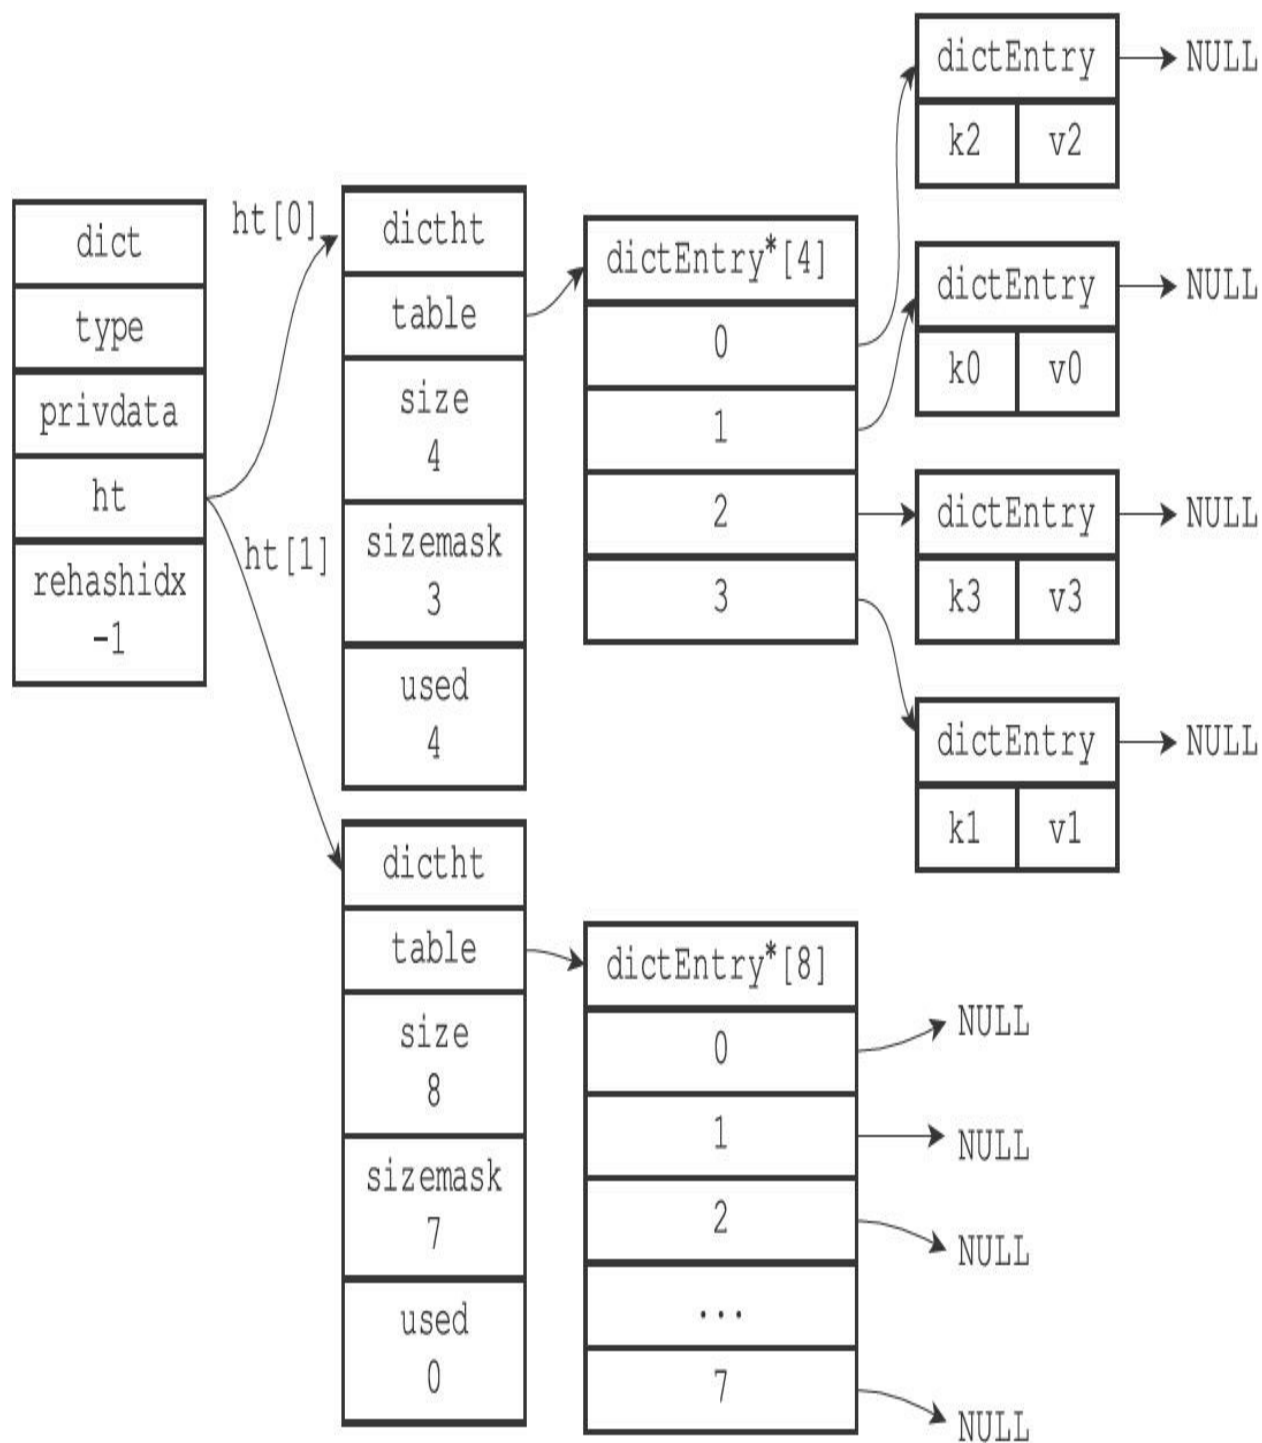 dict
type
privdata
ht
rehashidx
-1
ht[0]
ht[1]
dictht
table
size
4
sizemask
3
used
4
dictEntry*[4]
0
1
2
3
dictEntry
k2 v2
NULL
dictEntry
k0 v0
NULL
dictEntry
k3 v3
NULL
dictEntry
k1 v1
NULL
dictht
table
size
8
sizemask
7
used
0
dictEntry*[8]
0
1
2
...
7
NULL
NULL
NULL
NULL